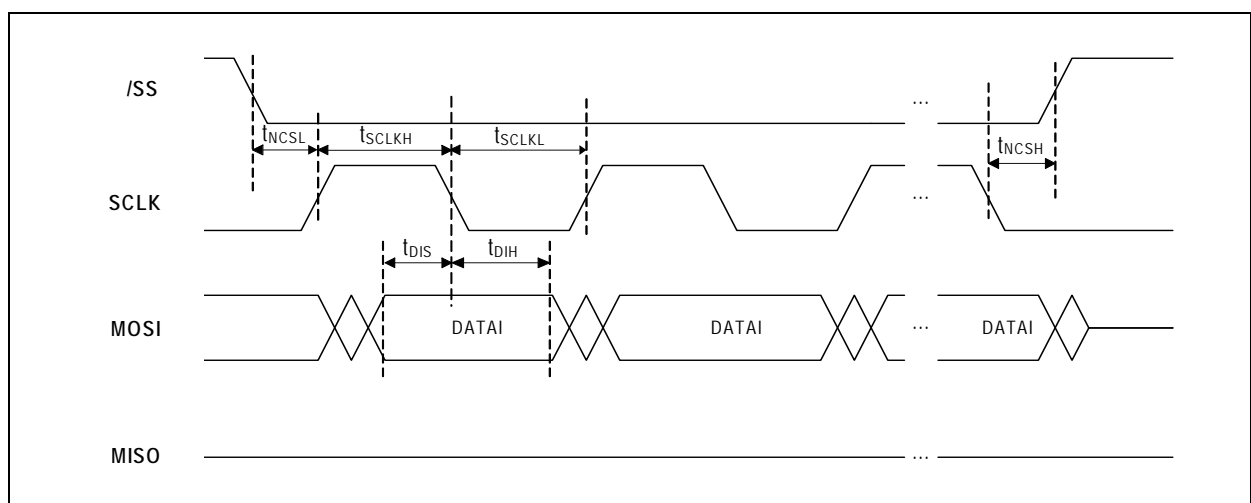 /SS
...
tNCSL
tSCLKH
tSCLKL
tNCSH
SCLK
...
tDIS
tDIH
MOSI
DATAI
DATAI
...
DATAI
MISO
...